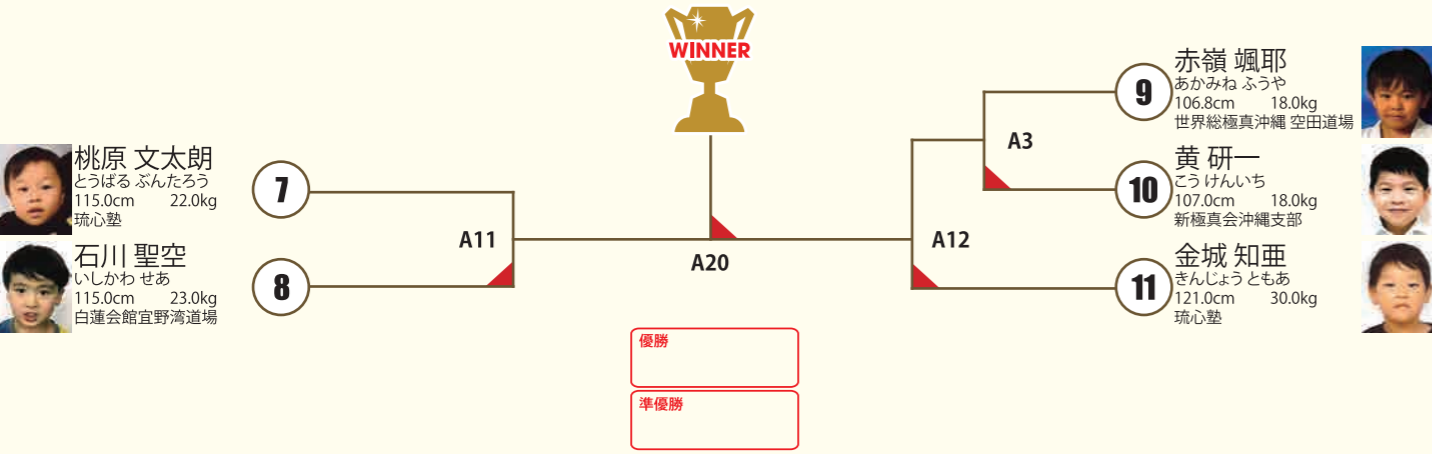 WINNER
桃原 文太朗
とうばる ぶんたろう
115.0cm 22.0kg
琉心塾
7
石川 聖空
いしかわ せあ
115.0cm 23.0kg
白蓮会館宜野湾道場
8
A11
A20
A12
A3
9
赤嶺 颯耶
あかみね ふうや
106.8cm 18.0kg
世界総極真沖縄 空田道場
10
黄 研一
こう けんいち
107.0cm 18.0kg
新極真会沖縄支部
11
金城 知亜
きんじょう ともあ
121.0cm 30.0kg
琉心塾
優勝
準優勝